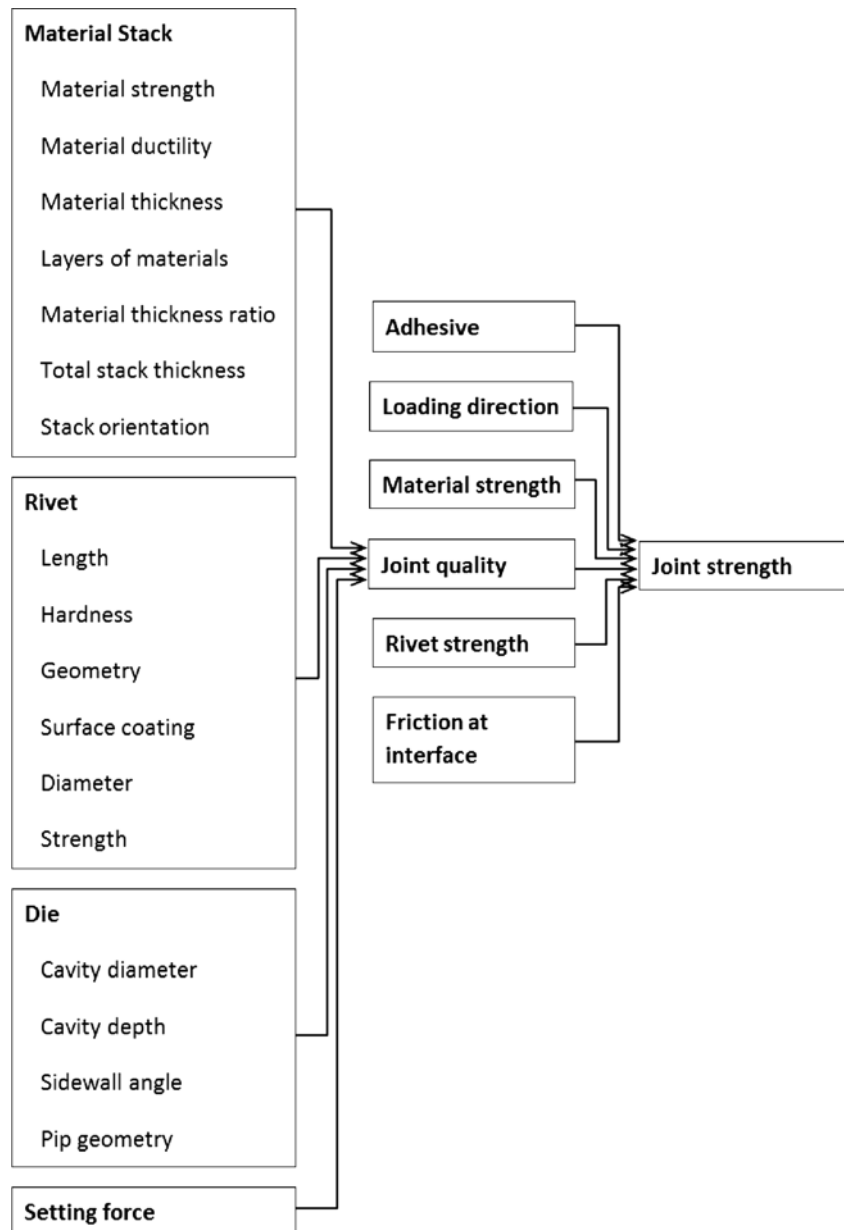 Material Stack
Material strength
Material ductility
Material thickness
Layers of materials
Material thickness ratio
Total stack thickness
Stack orientation
Rivet
Length
Hardness
Geometry
Surface coating
Diameter
Strength
Die
Cavity diameter
Cavity depth
Sidewall angle
Pip geometry
Setting force
Adhesive
Loading direction
Material strength
Joint quality
Rivet strength
Friction at
interface
Joint strength